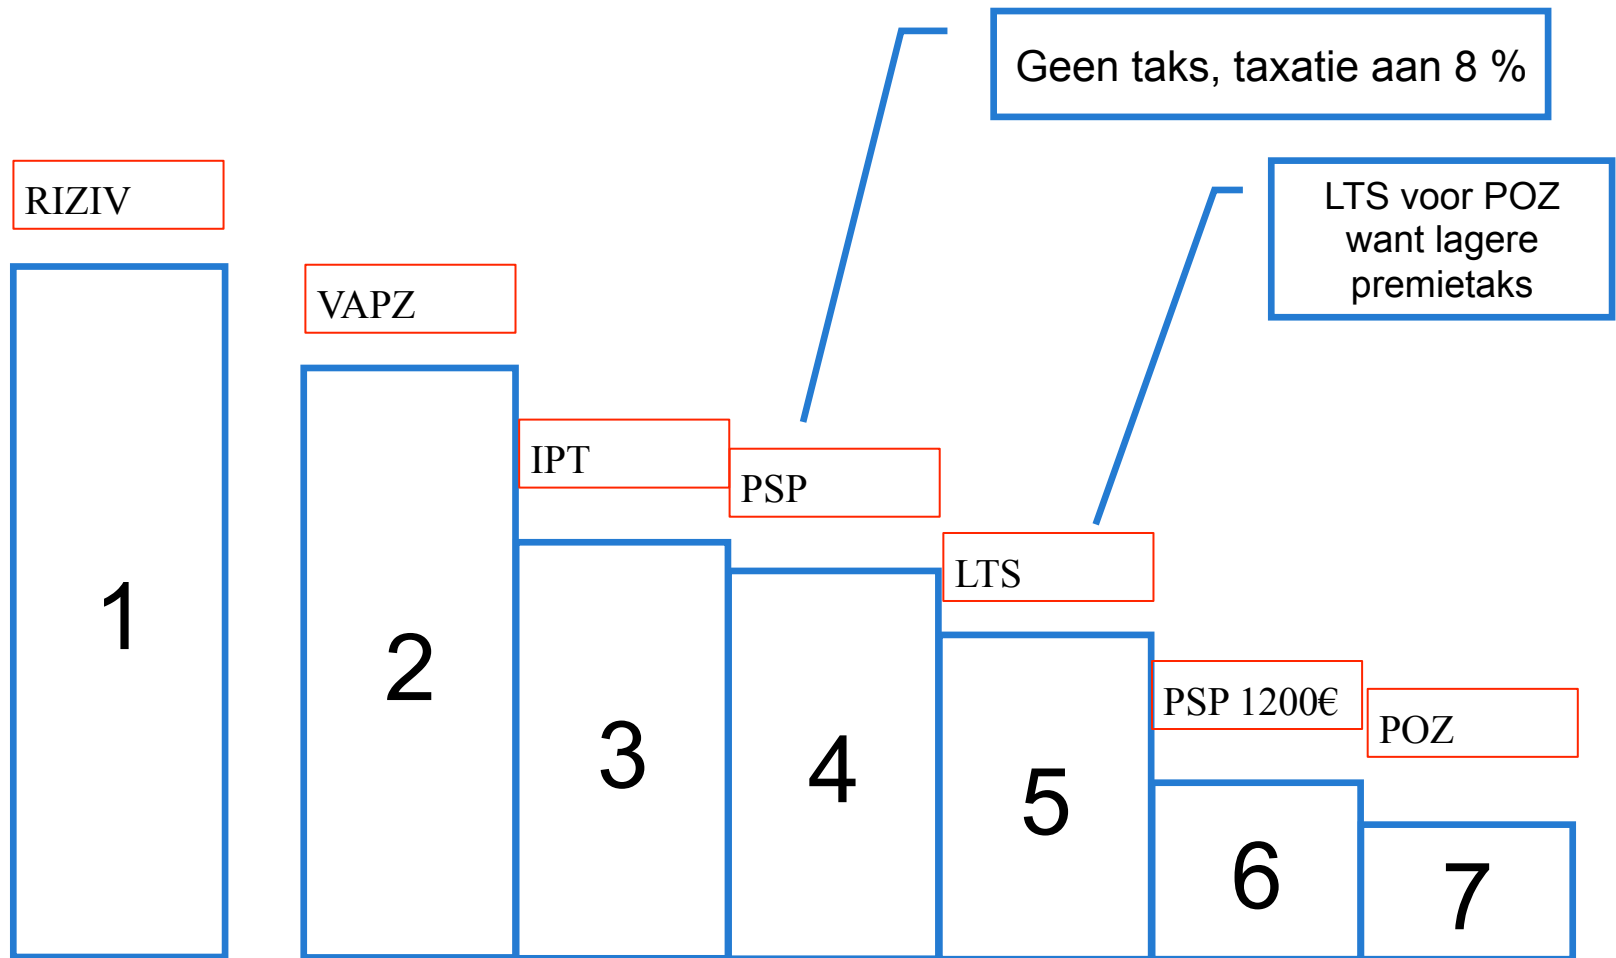 Geen taks, taxatie aan 8 %
RIZIV
LTS voor POZ
want lagere
premietaks
VAPZ
IPT
PSP
LTS
PSP 1200€
POZ
1
2
3
4
5
6
7